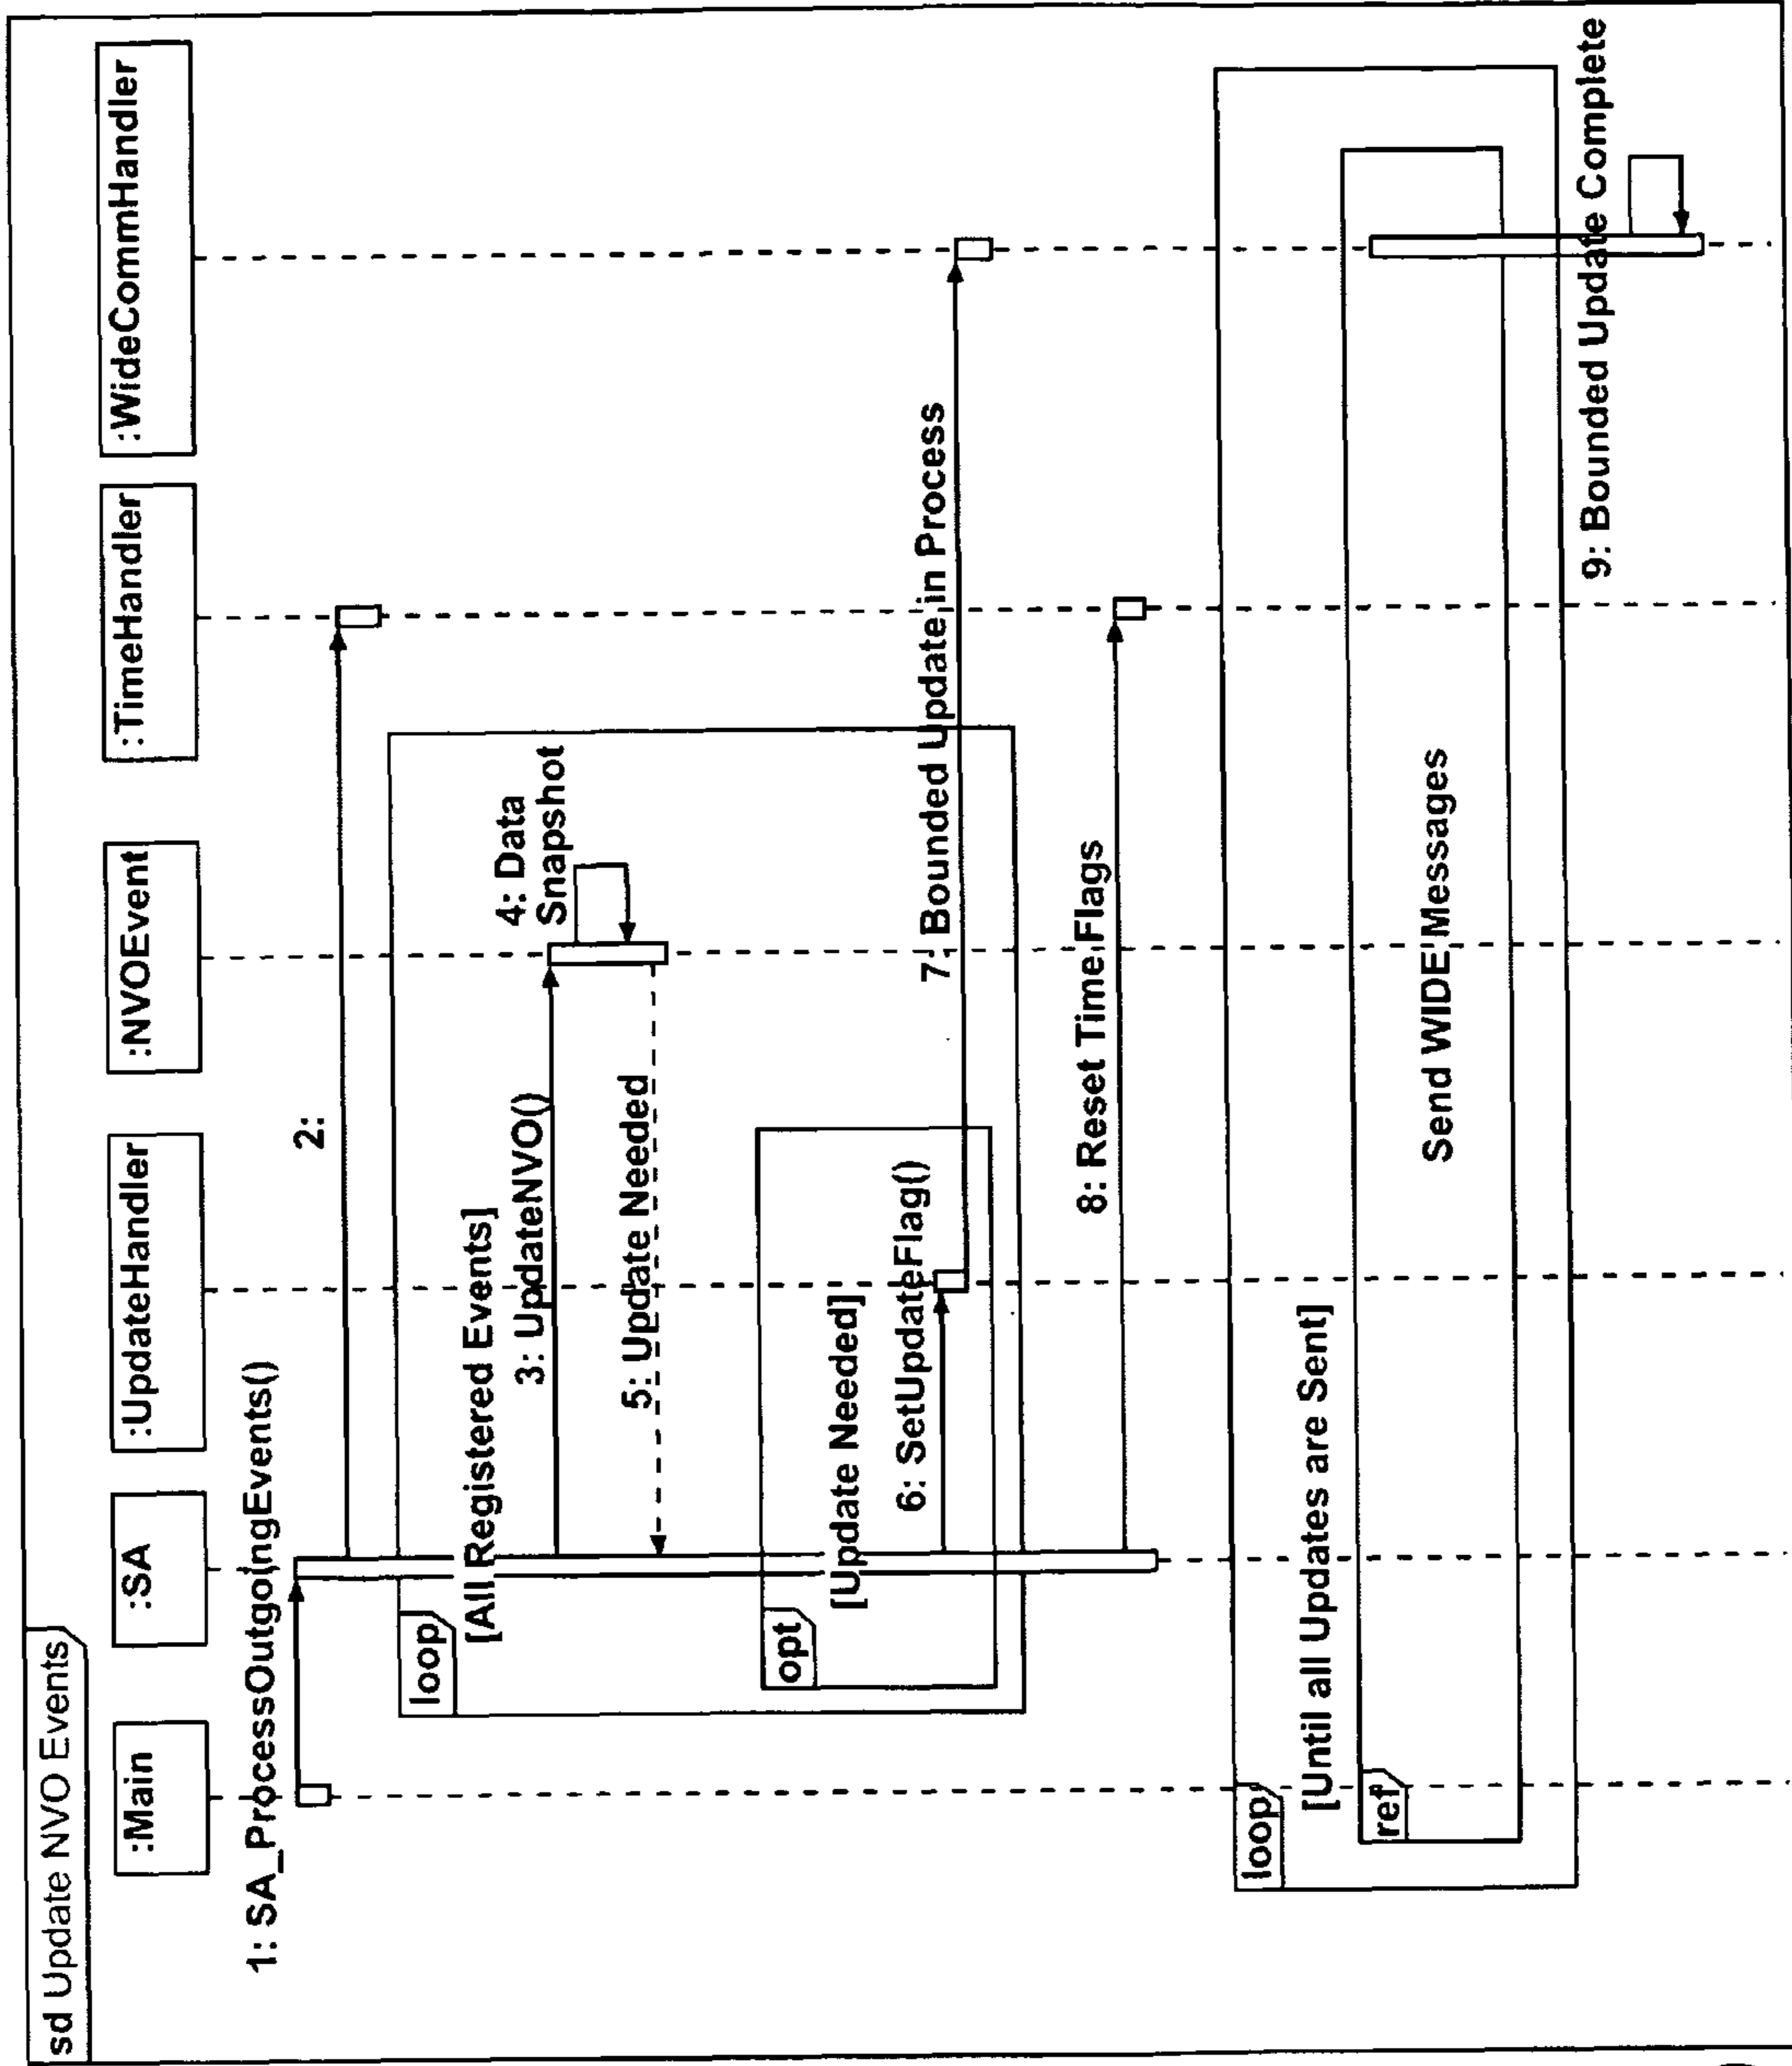 sd Update NVO Events
:Main
:SA
:UpdateHandler
:NVOEvent
:TimeHandler
:WideCommHandler
1: SA_ProcessOutgoingEvents()
2:
loop
[All Registered Events]
3: UpdateNVO()
4: Data
Snapshot
5: Update Needed
opt
[Update Needed]
6: SetUpdateFlag()
7: Bounded Update in Process
8: Reset Time Flags
loop
[Until all Updates are Sent]
ref
Send WIDE Messages
9: Bounded Update Complete